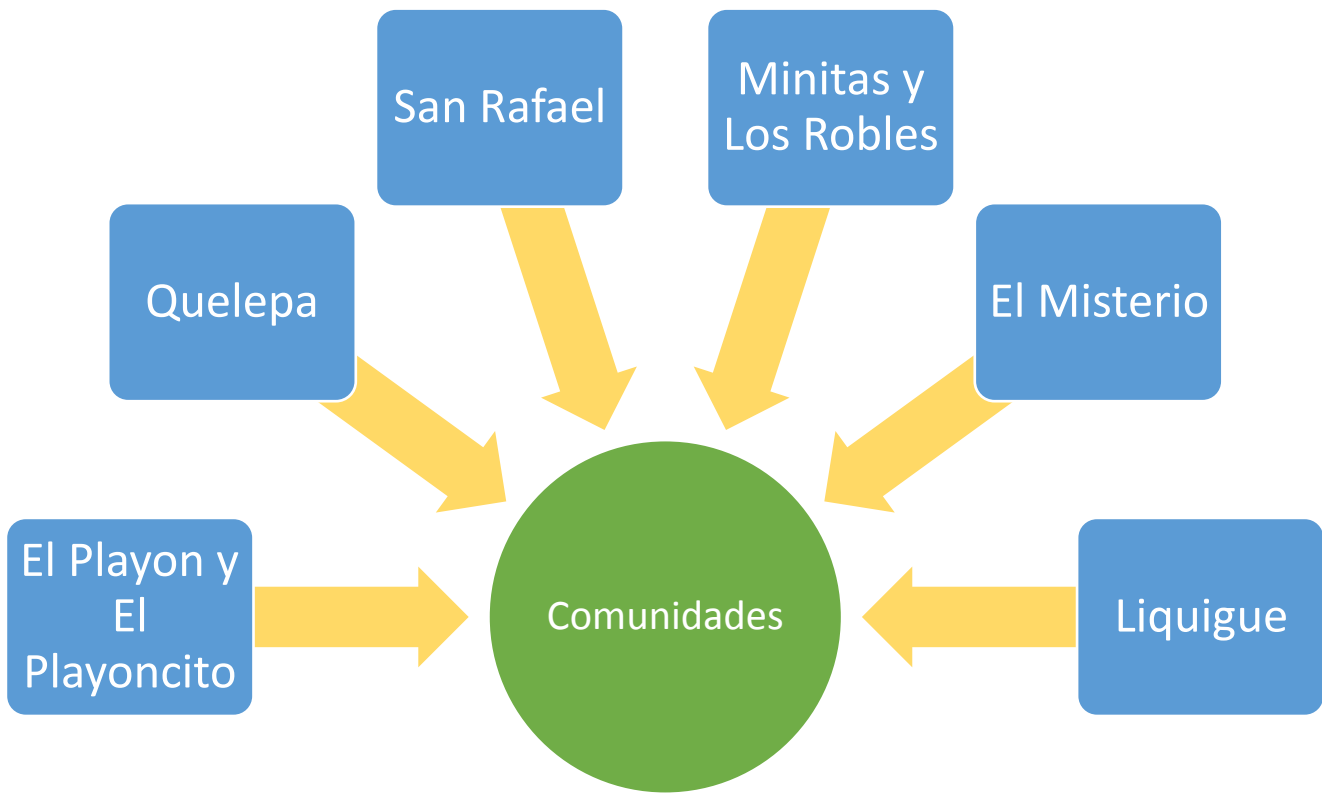 San Rafael
Minitas y
Los Robles
Quelepa
El Misterio
El Playon y
El
Playoncito
Comunidades
Liquigue